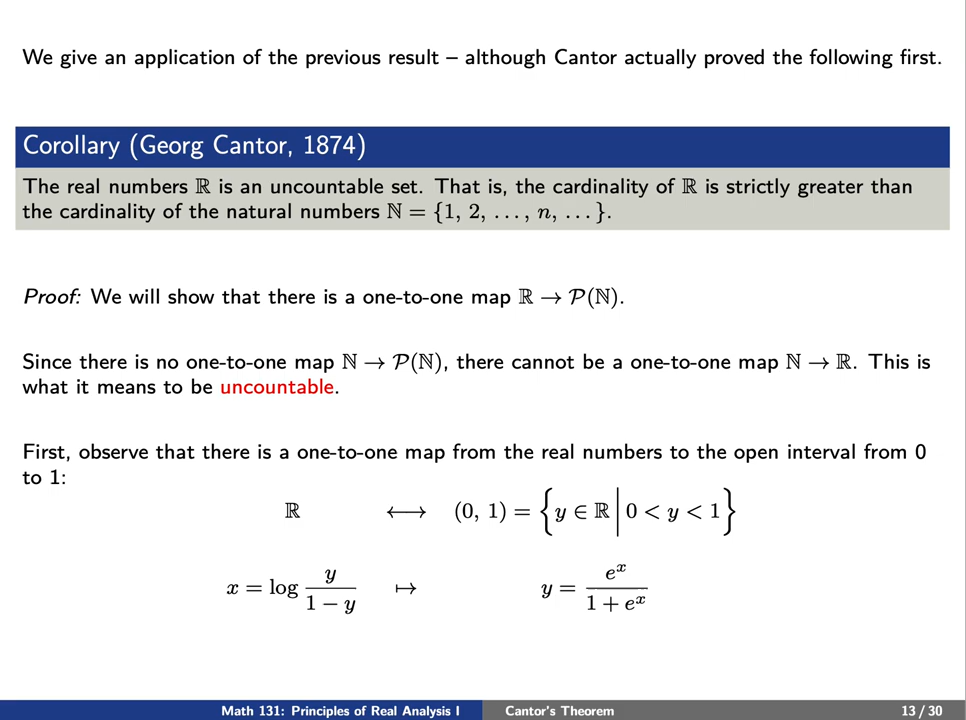 We give an application of the previous result – although Cantor actually proved the following first.
Corollary (Georg Cantor, 1874)
The real numbers ℝ is an uncountable set. That is, the cardinality of ℝ is strictly greater than
the cardinality of the natural numbers ℕ = {1, 2, ..., n, ...}.
Proof: We will show that there is a one-to-one map ℝ → 𝒫(ℕ).
Since there is no one-to-one map ℕ → 𝒫(ℕ), there cannot be a one-to-one map ℕ → ℝ. This is
what it means to be uncountable.
First, observe that there is a one-to-one map from the real numbers to the open interval from 0
to 1:
ℝ ⟷ (0, 1) = {y ∈ ℝ | 0 < y < 1}
x = log y/(1 − y) ↦ y = eˣ/(1 + eˣ)
Math 131: Principles of Real Analysis I Cantor's Theorem 13 / 30